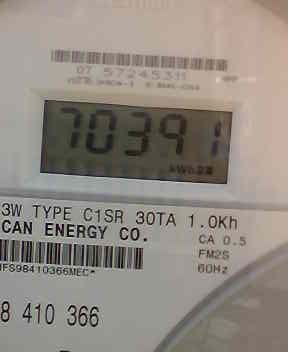 07 57245311
70391
kWh
3W TYPE C1SR 30TA 1.0Kh
CAN ENERGY CO.
CA 0.5
FM2S
60Hz
IFS98410366MEC*
8 410 366